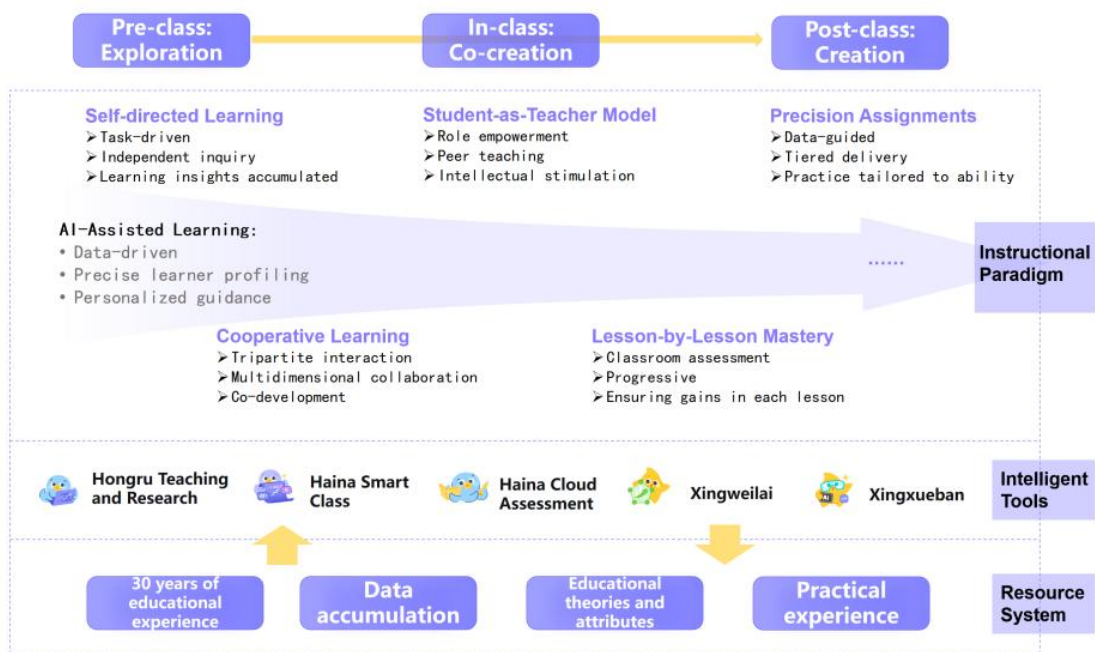 Pre-class:
Exploration
In-class:
Co-creation
Post-class:
Creation
Self-directed Learning
➢Task-driven
➢Independent inquiry
➢Learning insights accumulated
Student-as-Teacher Model
➢Role empowerment
➢Peer teaching
➢Intellectual stimulation
Precision Assignments
➢Data-guided
➢Tiered delivery
➢Practice tailored to ability
AI-Assisted Learning:
• Data-driven
• Precise learner profiling
• Personalized guidance
......
Instructional
Paradigm
Cooperative Learning
➢Tripartite interaction
➢Multidimensional collaboration
➢Co-development
Lesson-by-Lesson Mastery
➢Classroom assessment
➢Progressive
➢Ensuring gains in each lesson
Hongru Teaching
and Research
Haina Smart
Class
Haina Cloud
Assessment
Xingweilai
Xingxueban
Intelligent
Tools
30 years of
educational
experience
Data
accumulation
Educational
theories and
attributes
Practical
experience
Resource
System